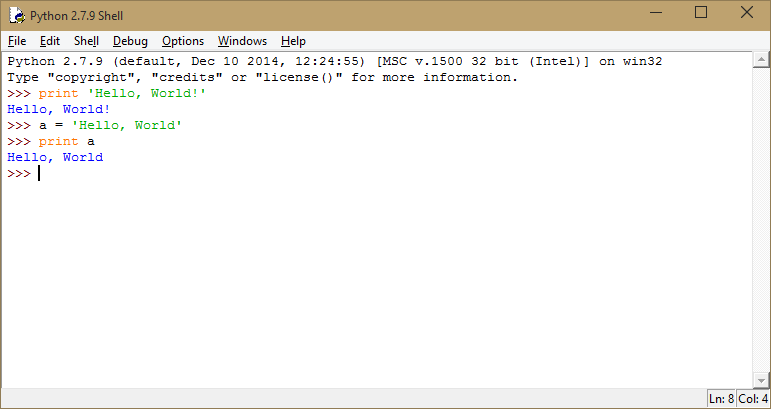 Python 2.7.9 Shell
File Edit Shell Debug Options Windows Help
Python 2.7.9 (default, Dec 10 2014, 12:24:55) [MSC v.1500 32 bit (Intel)] on win32
Type "copyright", "credits" or "license()" for more information.
>>> print 'Hello, World!'
Hello, World!
>>> a = 'Hello, World'
>>> print a
Hello, World
>>>
Ln: 8 Col: 4